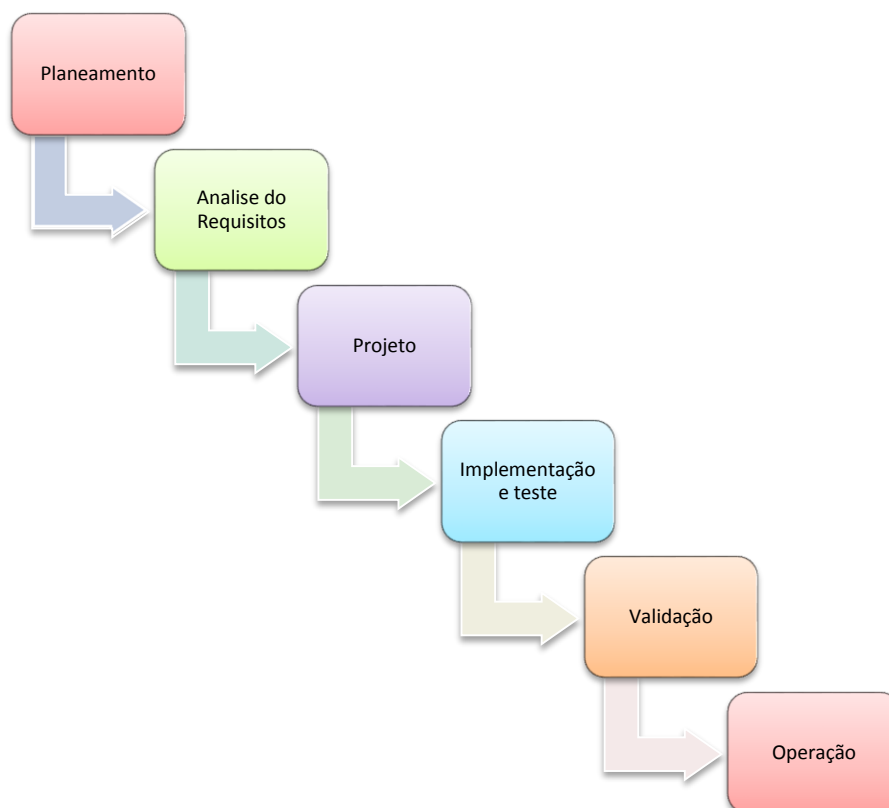 Planeamento
Analise do
Requisitos
Projeto
Implementação
e teste
Validação
Operação